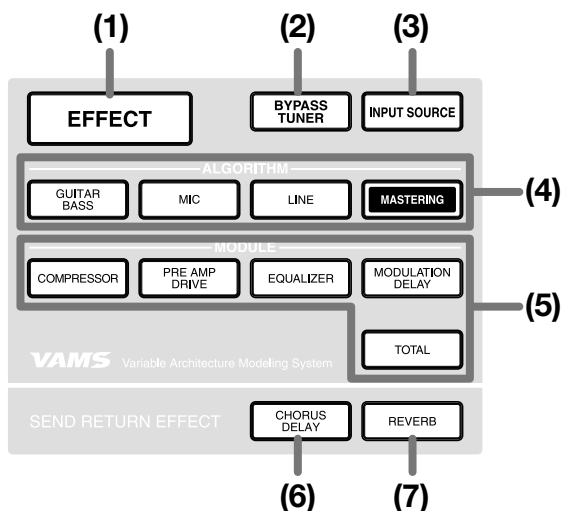 (1)
(2)
(3)
EFFECT
BYPASS
TUNER
INPUT SOURCE
ALGORITHM
GUITAR
BASS
MIC
LINE
MASTERING
(4)
MODULE
COMPRESSOR
PRE AMP
DRIVE
EQUALIZER
MODULATION
DELAY
(5)
TOTAL
VAMS Variable Architecture Modeling System
SEND RETURN EFFECT
CHORUS
DELAY
REVERB
(6)
(7)